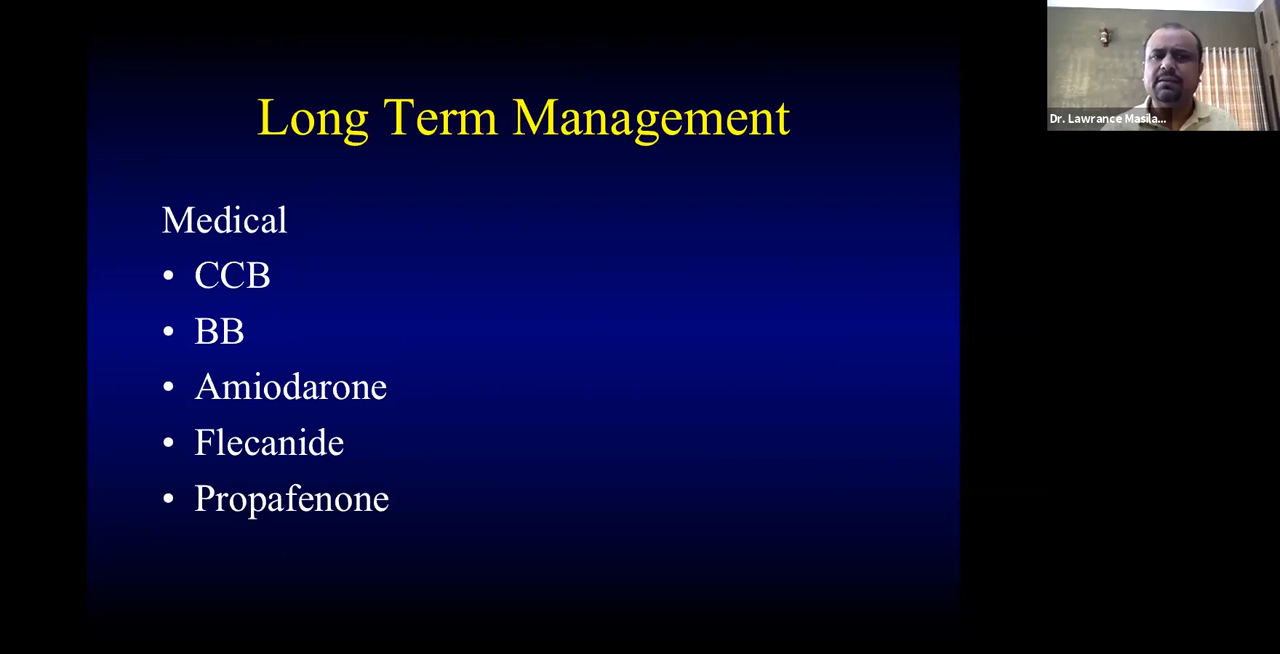 Long Term Management
Medical
• CCB
• BB
• Amiodarone
• Flecanide
• Propafenone
Dr. Lawrance Masila...